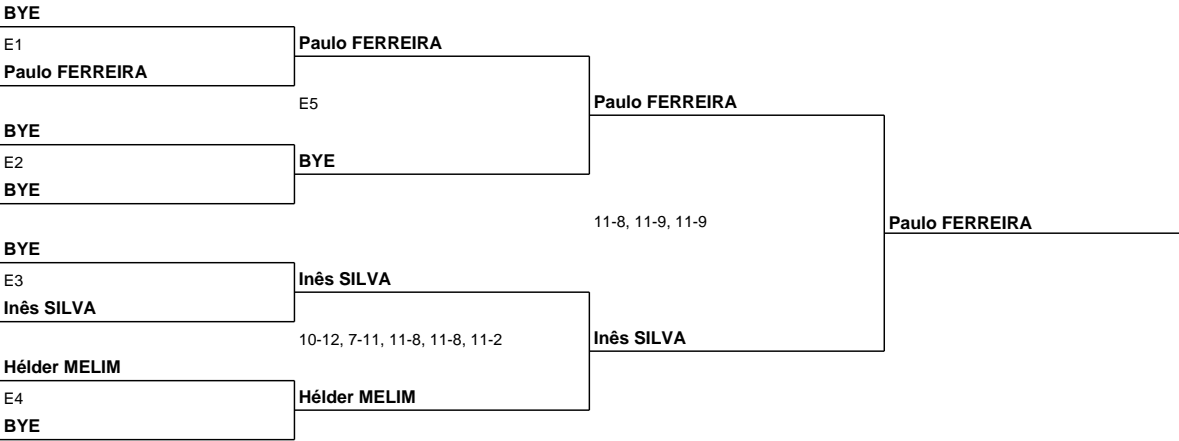 BYE
E1
Paulo FERREIRA
Paulo FERREIRA
E5
Paulo FERREIRA
BYE
E2
BYE
BYE
11-8, 11-9, 11-9
Paulo FERREIRA
BYE
E3
Inês SILVA
Inês SILVA
10-12, 7-11, 11-8, 11-8, 11-2
Inês SILVA
Hélder MELIM
E4
Hélder MELIM
BYE